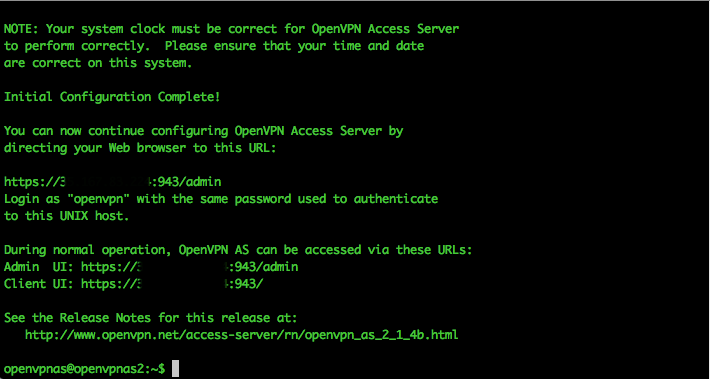 NOTE: Your system clock must be correct for OpenVPN Access Server
to perform correctly.  Please ensure that your time and date
are correct on this system.
Initial Configuration Complete!
You can now continue configuring OpenVPN Access Server by
directing your Web browser to this URL:
https://3 :943/admin
Login as "openvpn" with the same password used to authenticate
to this UNIX host.
During normal operation, OpenVPN AS can be accessed via these URLs:
Admin  UI: https://3 :943/admin
Client UI: https://3 :943/
See the Release Notes for this release at:
   http://www.openvpn.net/access-server/rn/openvpn_as_2_1_4b.html
openvpnas@openvpnas2:~$